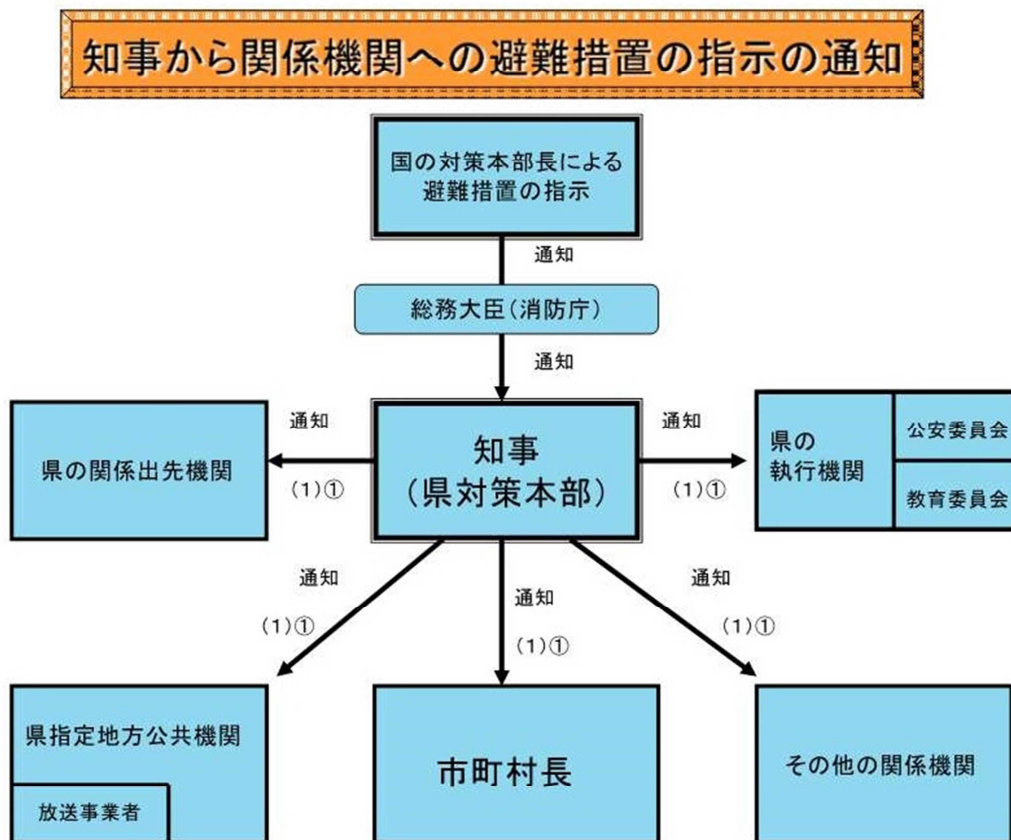 知事から関係機関への避難措置の指示の通知
国の対策本部長による
避難措置の指示
通知
総務大臣(消防庁)
通知
県の関係出先機関
通知
(1)①
知事
(県対策本部)
通知
(1)①
県の
執行機関
公安委員会
教育委員会
通知
(1)①
通知
(1)①
通知
(1)①
県指定地方公共機関
放送事業者
市町村長
その他の関係機関